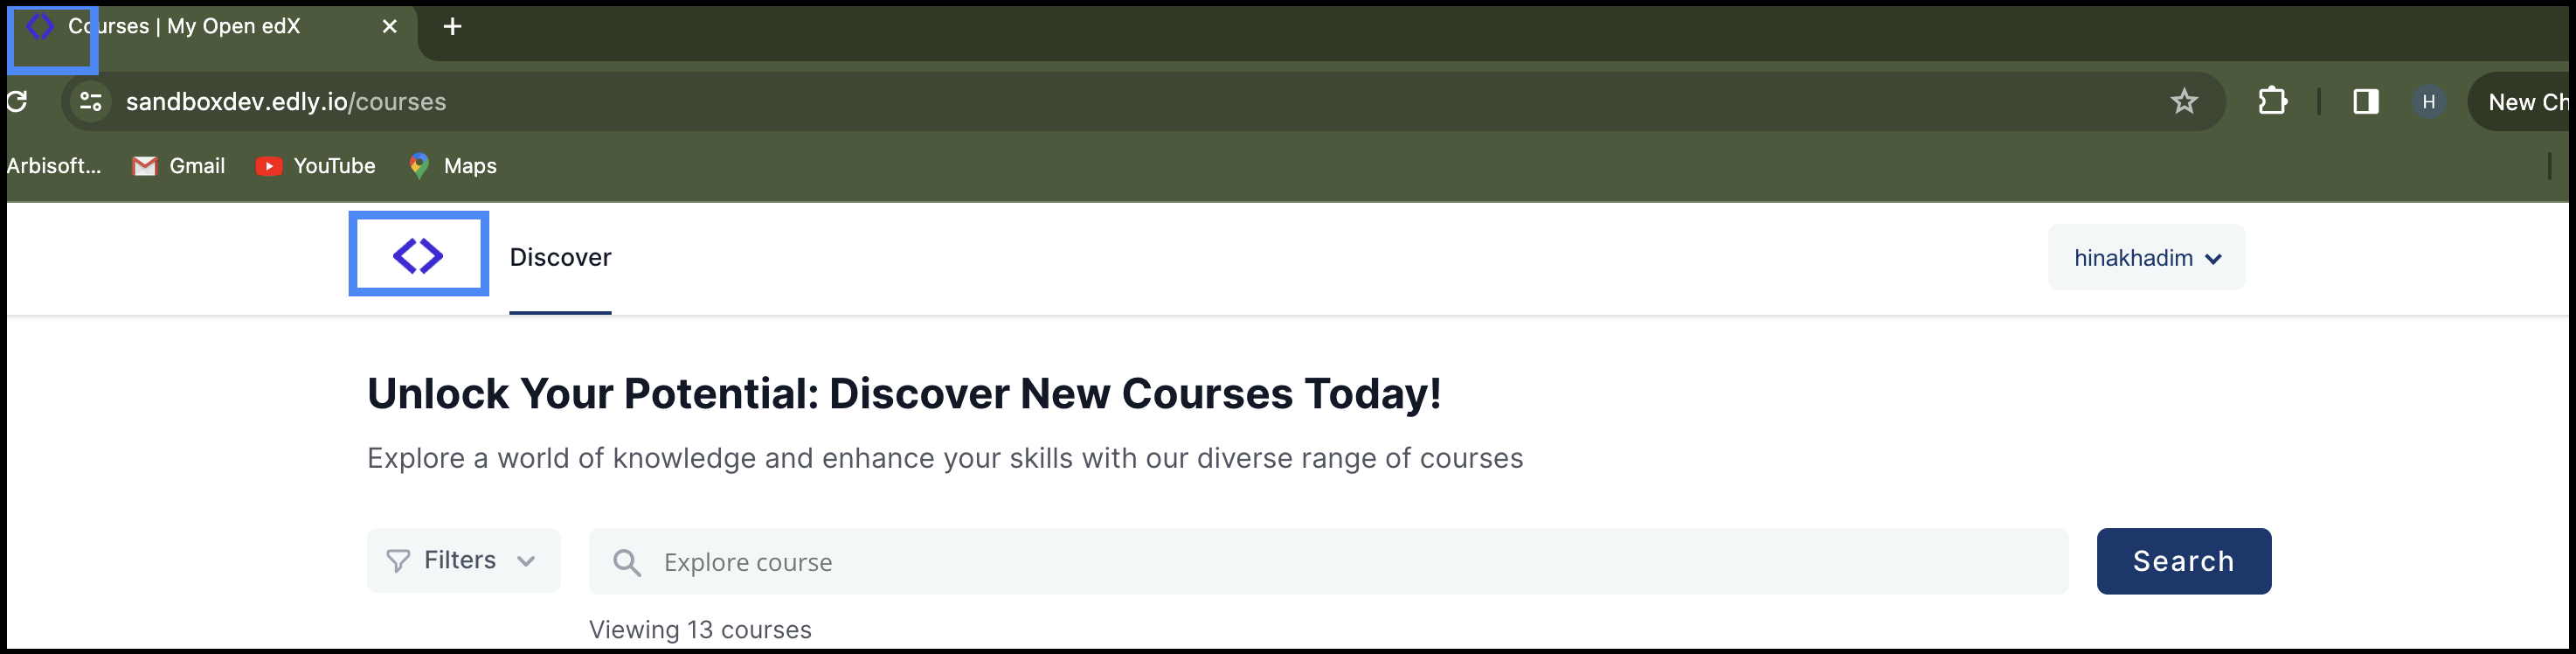 Courses | My Open edX
sandboxdev.edly.io/courses
H
New Ch
Arbisoft... Gmail YouTube Maps
Discover
hinakhadim
Unlock Your Potential: Discover New Courses Today!
Explore a world of knowledge and enhance your skills with our diverse range of courses
Filters
Explore course
Search
Viewing 13 courses